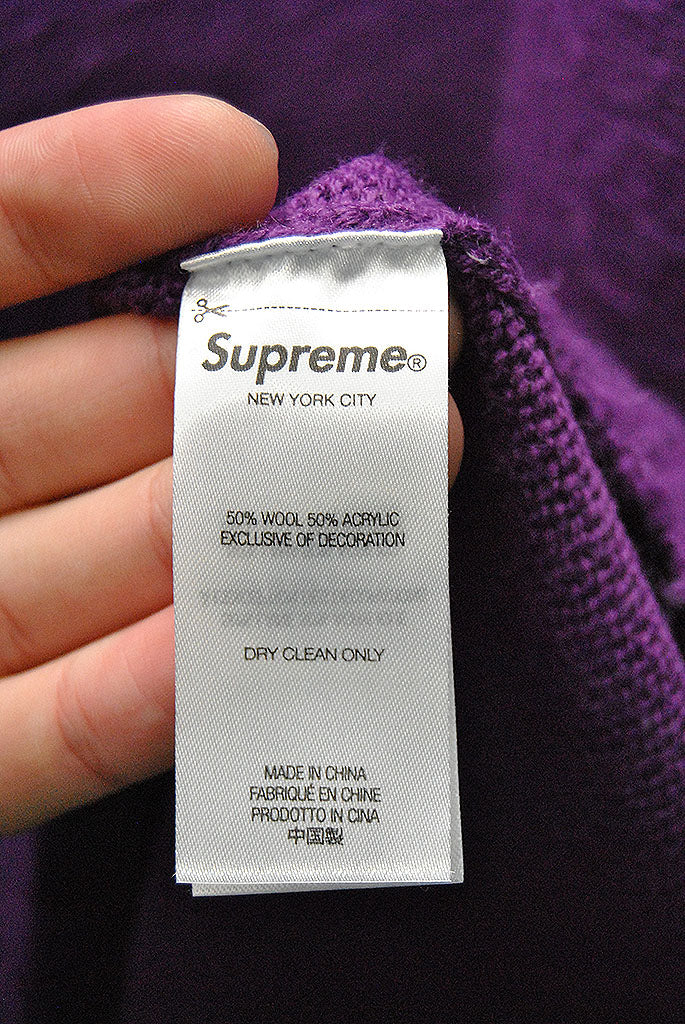 Supreme®
NEW YORK CITY
50% WOOL 50% ACRYLIC
EXCLUSIVE OF DECORATION
DRY CLEAN ONLY
MADE IN CHINA
FABRIQUÉ EN CHINE
PRODOTTO IN CINA
中国製